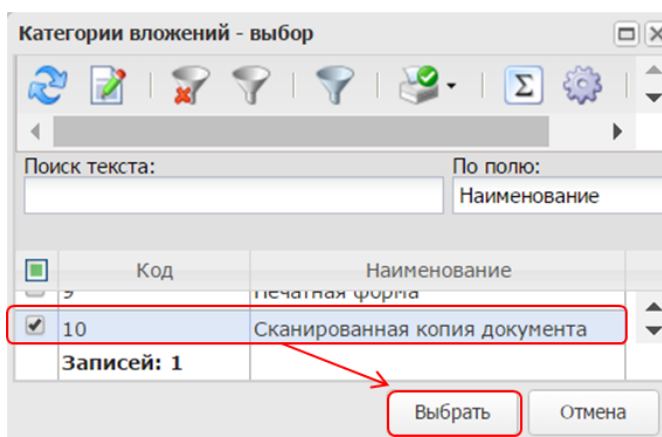 Категории вложений - выбор
Σ
Поиск текста: По полю:
Наименование
Код Наименование
9 Печатная форма
10 Сканированная копия документа
Записей: 1
Выбрать Отмена